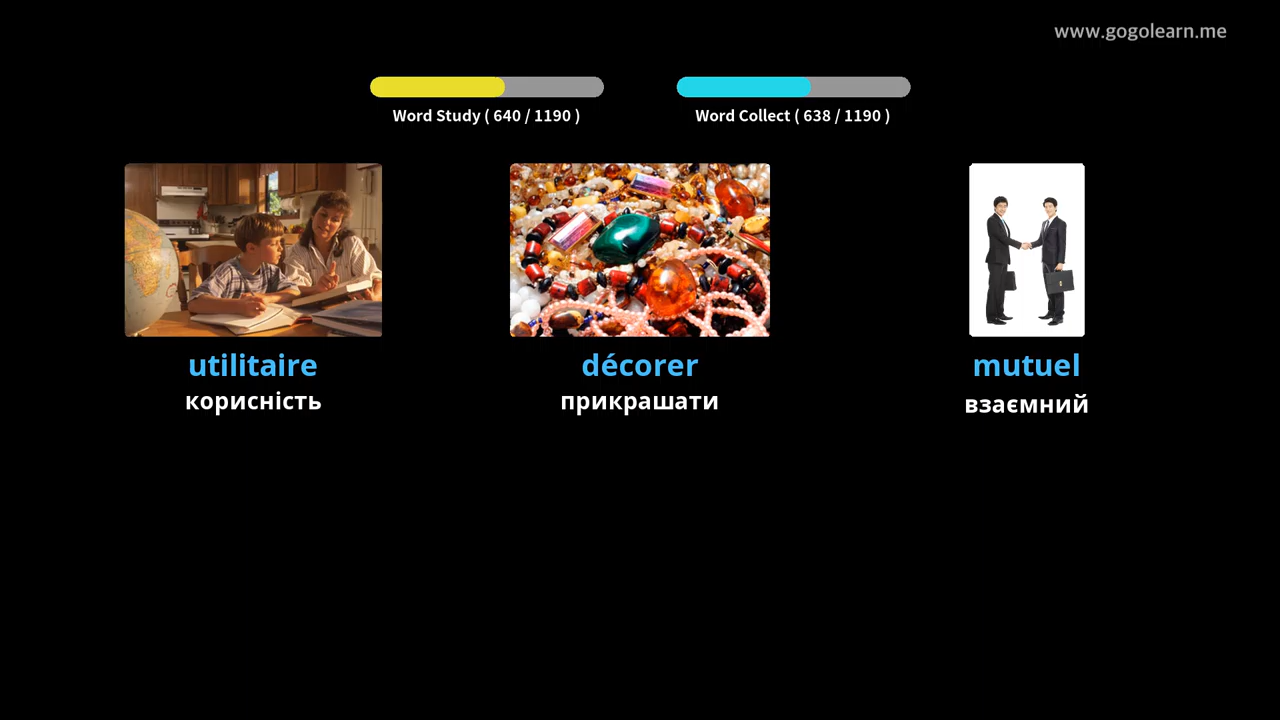 www.gogolearn.me
Word Study ( 640 / 1190 )
Word Collect ( 638 / 1190 )
utilitaire
корисність
décorer
прикрашати
mutuel
взаємний